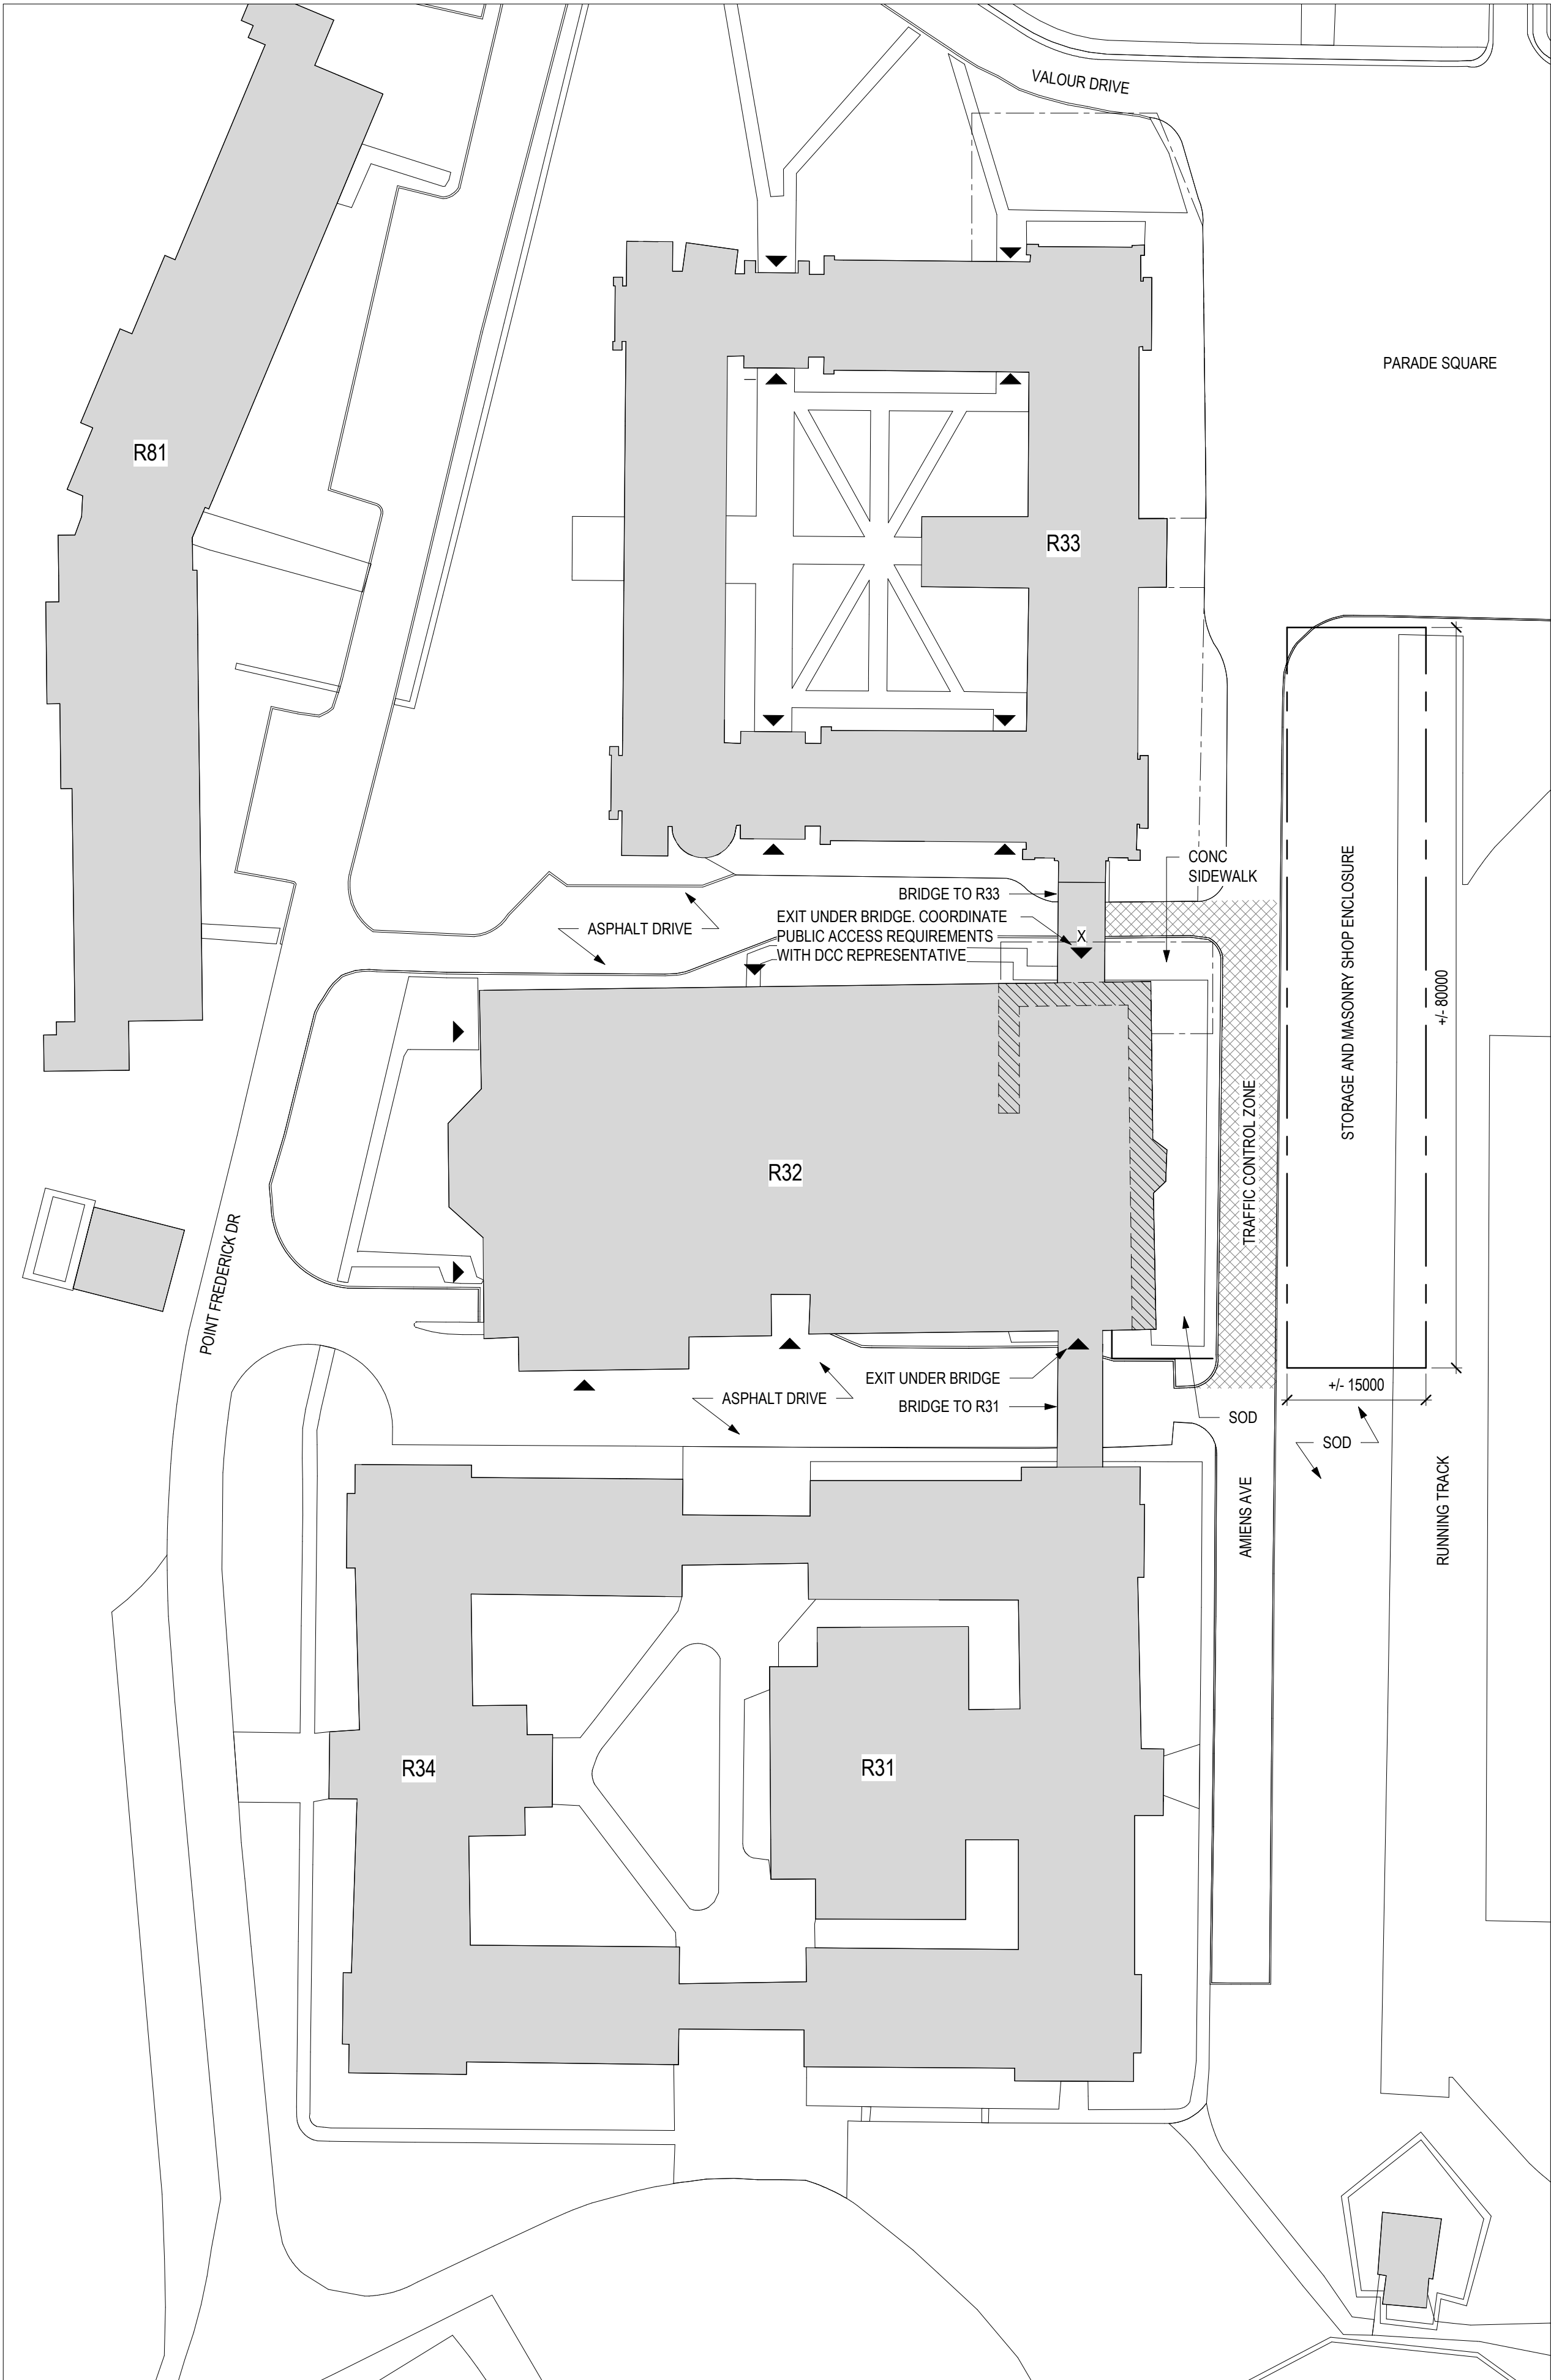 VALOUR DRIVE
PARADE SQUARE
R81
R33
CONC
SIDEWALK
BRIDGE TO R33
EXIT UNDER BRIDGE. COORDINATE
PUBLIC ACCESS REQUIREMENTS
WITH DCC REPRESENTATIVE
X
ASPHALT DRIVE
STORAGE AND MASONRY SHOP ENCLOSURE
+/- 80000
TRAFFIC CONTROL ZONE
R32
POINT FREDERICK DR
EXIT UNDER BRIDGE
BRIDGE TO R31
ASPHALT DRIVE
+/- 15000
SOD
SOD
AMIENS AVE
RUNNING TRACK
R34
R31